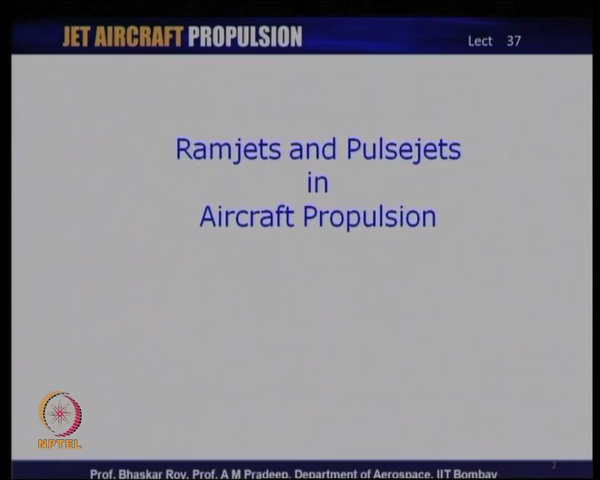 JET AIRCRAFT PROPULSION
Lect 37
Ramjets and Pulsejets
in
Aircraft Propulsion
NPTEL
2
Prof. Bhaskar Roy, Prof. A M Pradeep, Department of Aerospace, IIT Bombay